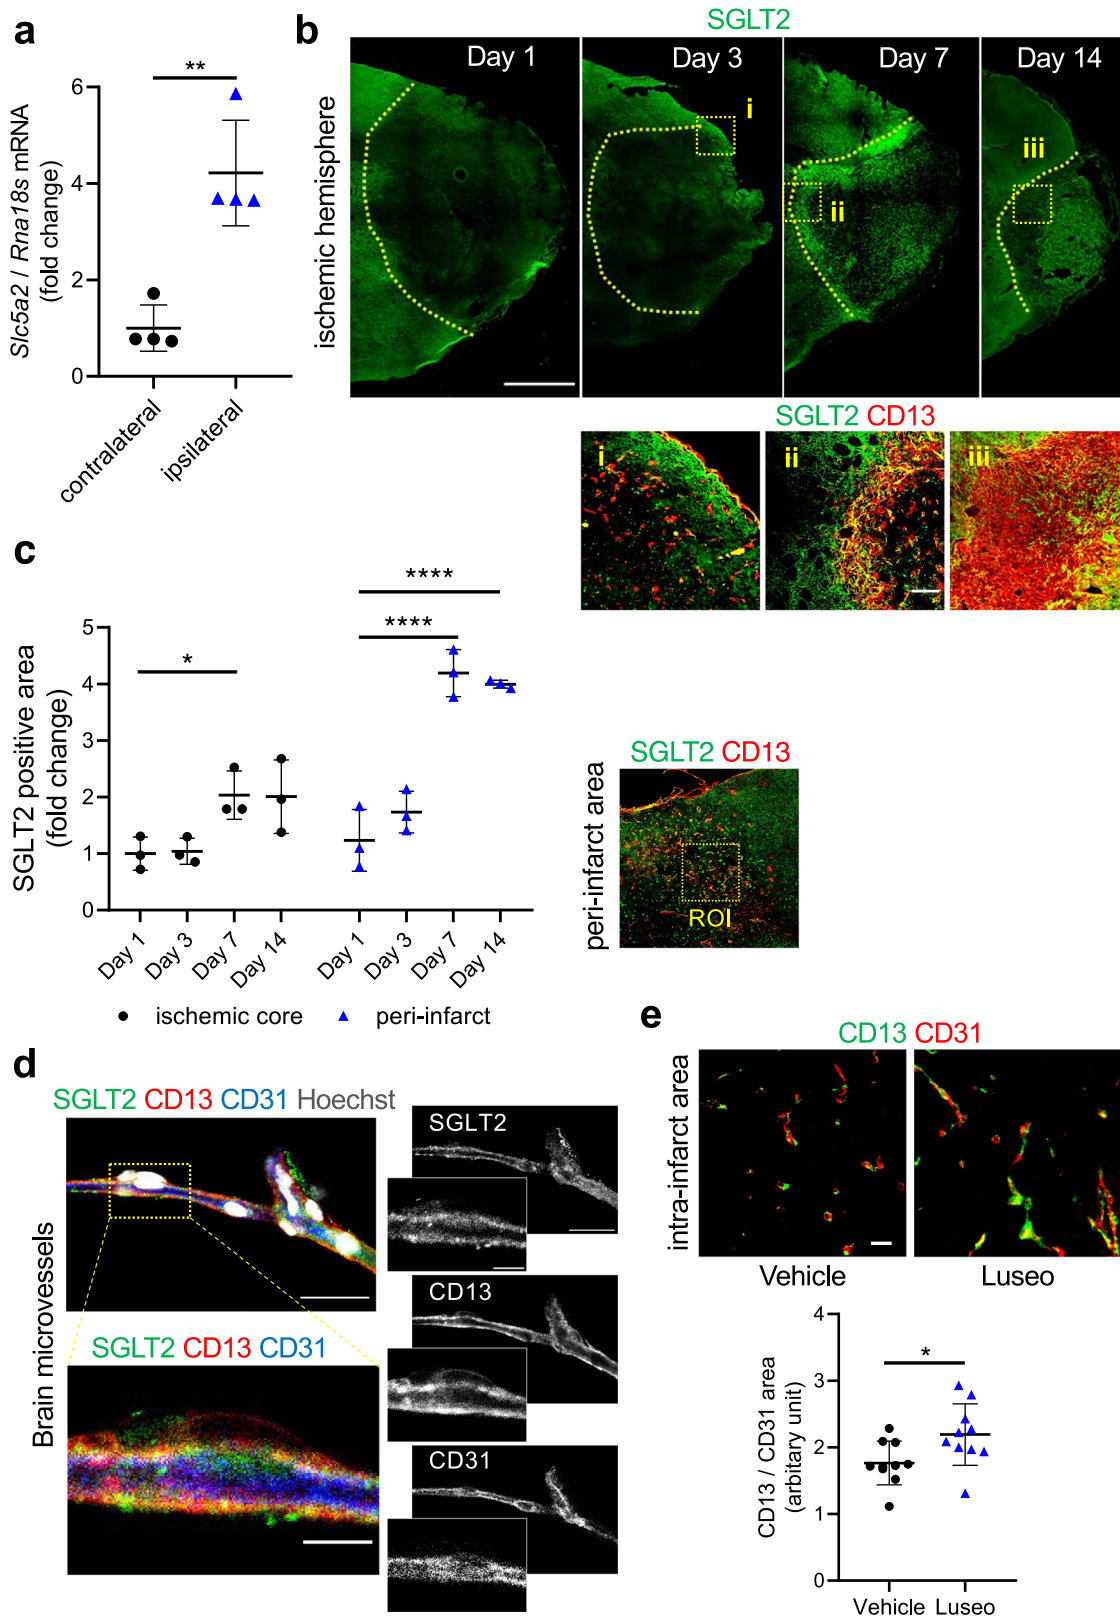 a
**
6
4
2
0
Slc5a2 / Rna18s mRNA
(fold change)
contralateral
ipsilateral
b
SGLT2
ischemic hemisphere
Day 1
Day 3
Day 7
Day 14
i
ii
iii
SGLT2 CD13
i
ii
iii
c
****
****
*
5
4
3
2
1
0
SGLT2 positive area
(fold change)
Day 1
Day 3
Day 7
Day 14
Day 1
Day 3
Day 7
Day 14
ischemic core
peri-infarct
SGLT2 CD13
peri-infarct area
ROI
d
SGLT2 CD13 CD31 Hoechst
Brain microvessels
SGLT2 CD13 CD31
SGLT2
CD13
CD31
e
CD13 CD31
intra-infarct area
Vehicle
Luseo
*
4
3
2
1
0
CD13 / CD31 area
(arbitary unit)
Vehicle
Luseo